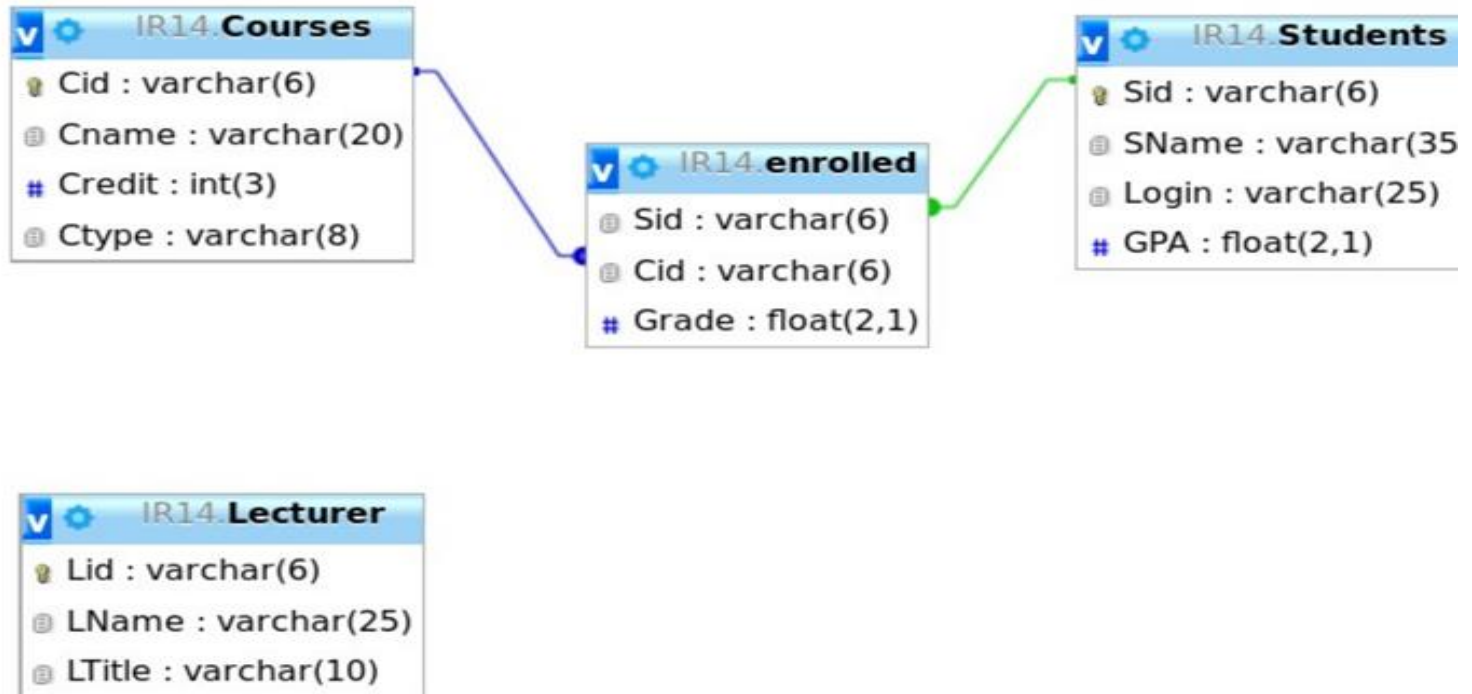 IR14.Courses
Cid : varchar(6)
Cname : varchar(20)
Credit : int(3)
Ctype : varchar(8)
IR14.enrolled
Sid : varchar(6)
Cid : varchar(6)
Grade : float(2,1)
IR14.Students
Sid : varchar(6)
SName : varchar(35
Login : varchar(25)
GPA : float(2,1)
IR14.Lecturer
Lid : varchar(6)
LName : varchar(25)
LTitle : varchar(10)